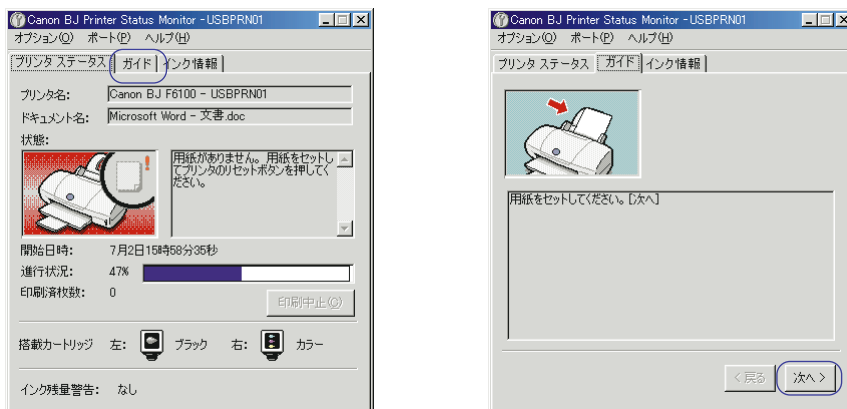 Canon BJ Printer Status Monitor - USBPRN01
オプション(O) ポート(P) ヘルプ(H)
プリンタ ステータス ガイド インク情報
プリンタ名: Canon BJ F6100 - USBPRN01
ドキュメント名: Microsoft Word - 文書.doc
状態:
用紙がありません。用紙をセットし
てプリンタのリセットボタンを押してく
ださい。
開始日時: 7月2日15時58分35秒
進行状況: 47%
印刷済枚数: 0
印刷中止(C)
搭載カートリッジ 左: ブラック 右: カラー
インク残量警告: なし
Canon BJ Printer Status Monitor - USBPRN01
オプション(O) ポート(P) ヘルプ(H)
プリンタ ステータス ガイド インク情報
用紙をセットしてください。[次へ]
< 戻る 次へ >